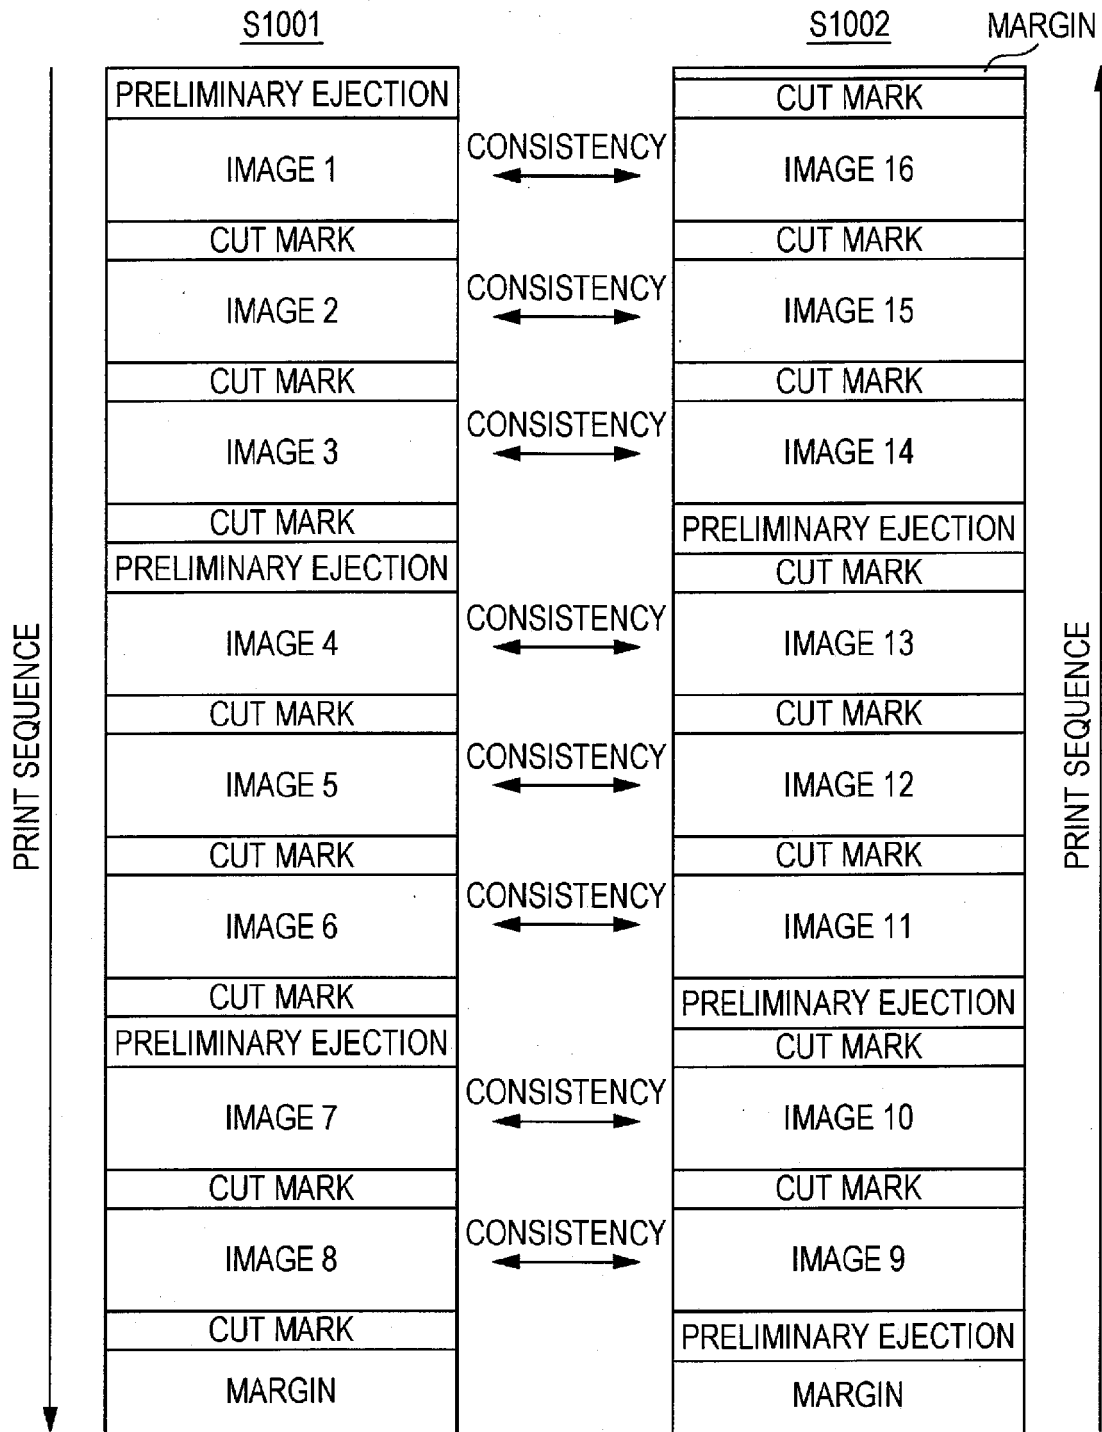 S1001
S1002
MARGIN
PRELIMINARY EJECTION
CUT MARK
IMAGE 1
CONSISTENCY
IMAGE 16
CUT MARK
CUT MARK
IMAGE 2
CONSISTENCY
IMAGE 15
CUT MARK
CUT MARK
IMAGE 3
CONSISTENCY
IMAGE 14
CUT MARK
PRELIMINARY EJECTION
PRELIMINARY EJECTION
CUT MARK
IMAGE 4
CONSISTENCY
IMAGE 13
CUT MARK
CUT MARK
IMAGE 5
CONSISTENCY
IMAGE 12
CUT MARK
CUT MARK
IMAGE 6
CONSISTENCY
IMAGE 11
CUT MARK
PRELIMINARY EJECTION
PRELIMINARY EJECTION
CUT MARK
IMAGE 7
CONSISTENCY
IMAGE 10
CUT MARK
CUT MARK
IMAGE 8
CONSISTENCY
IMAGE 9
CUT MARK
PRELIMINARY EJECTION
MARGIN
MARGIN
PRINT SEQUENCE
PRINT SEQUENCE